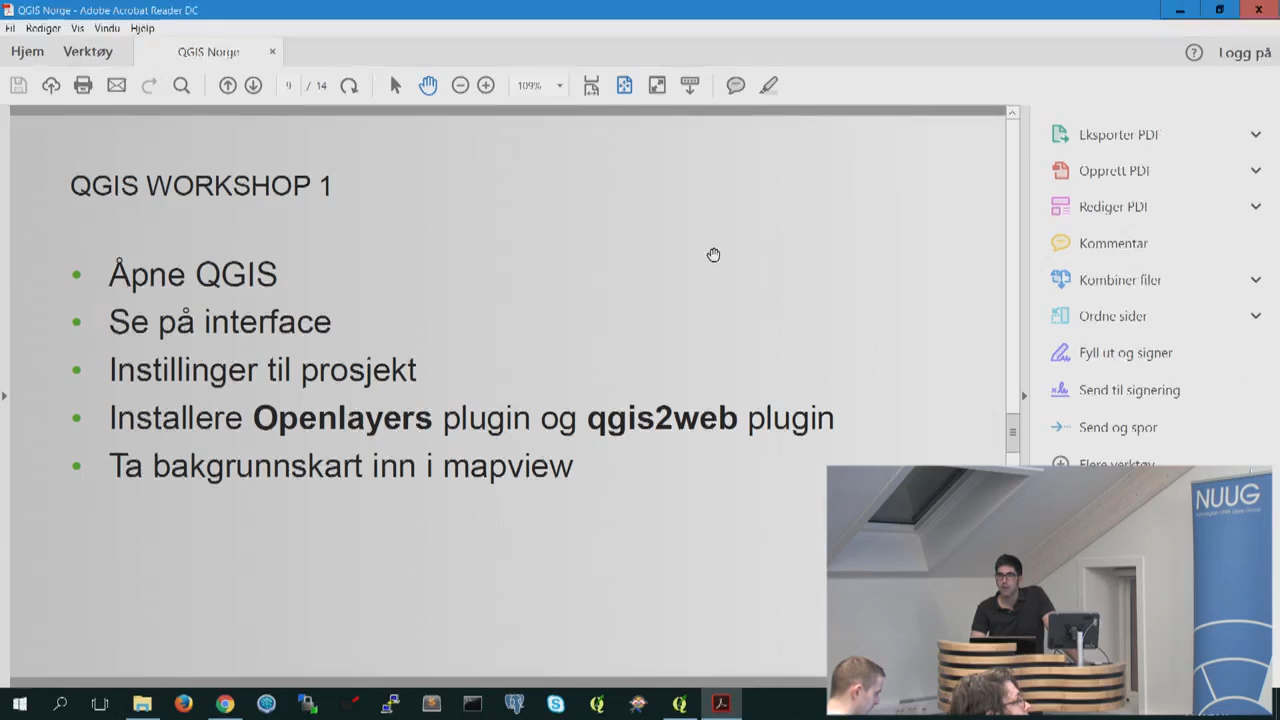 QGIS Norge - Adobe Acrobat Reader DC
Fil Rediger Vis Vindu Hjelp
Hjem Verktøy QGIS Norge × Logg på
9 / 14 109%
Eksporter PDF
Opprett PDF
Rediger PDF
Kommentar
Kombiner filer
Ordne sider
Fyll ut og signer
Send til signering
Send og spor
Flere verktøy
QGIS WORKSHOP 1
• Åpne QGIS
• Se på interface
• Instillinger til prosjekt
• Installere Openlayers plugin og qgis2web plugin
• Ta bakgrunnskart inn i mapview
NUUG